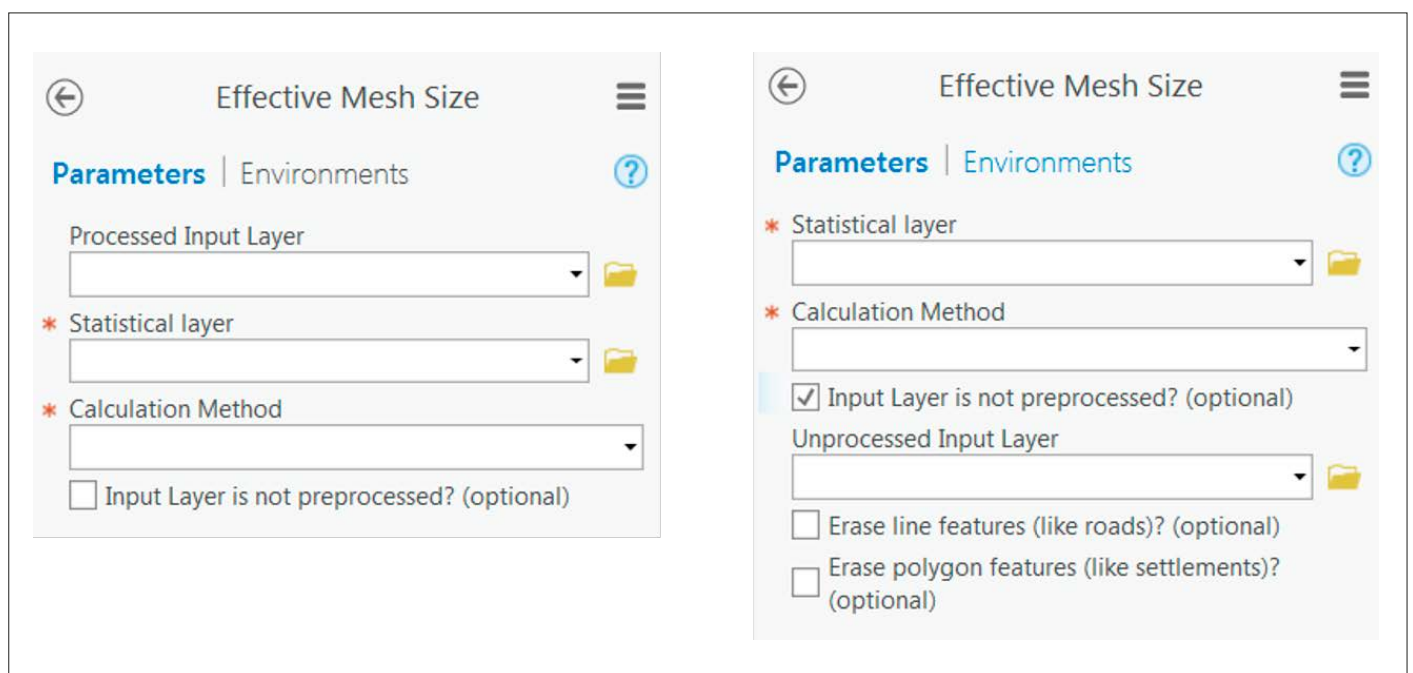 Effective Mesh Size
Parameters | Environments
Processed Input Layer
* Statistical layer
* Calculation Method
Input Layer is not preprocessed? (optional)
Effective Mesh Size
Parameters | Environments
* Statistical layer
* Calculation Method
Input Layer is not preprocessed? (optional)
Unprocessed Input Layer
Erase line features (like roads)? (optional)
Erase polygon features (like settlements)?
(optional)